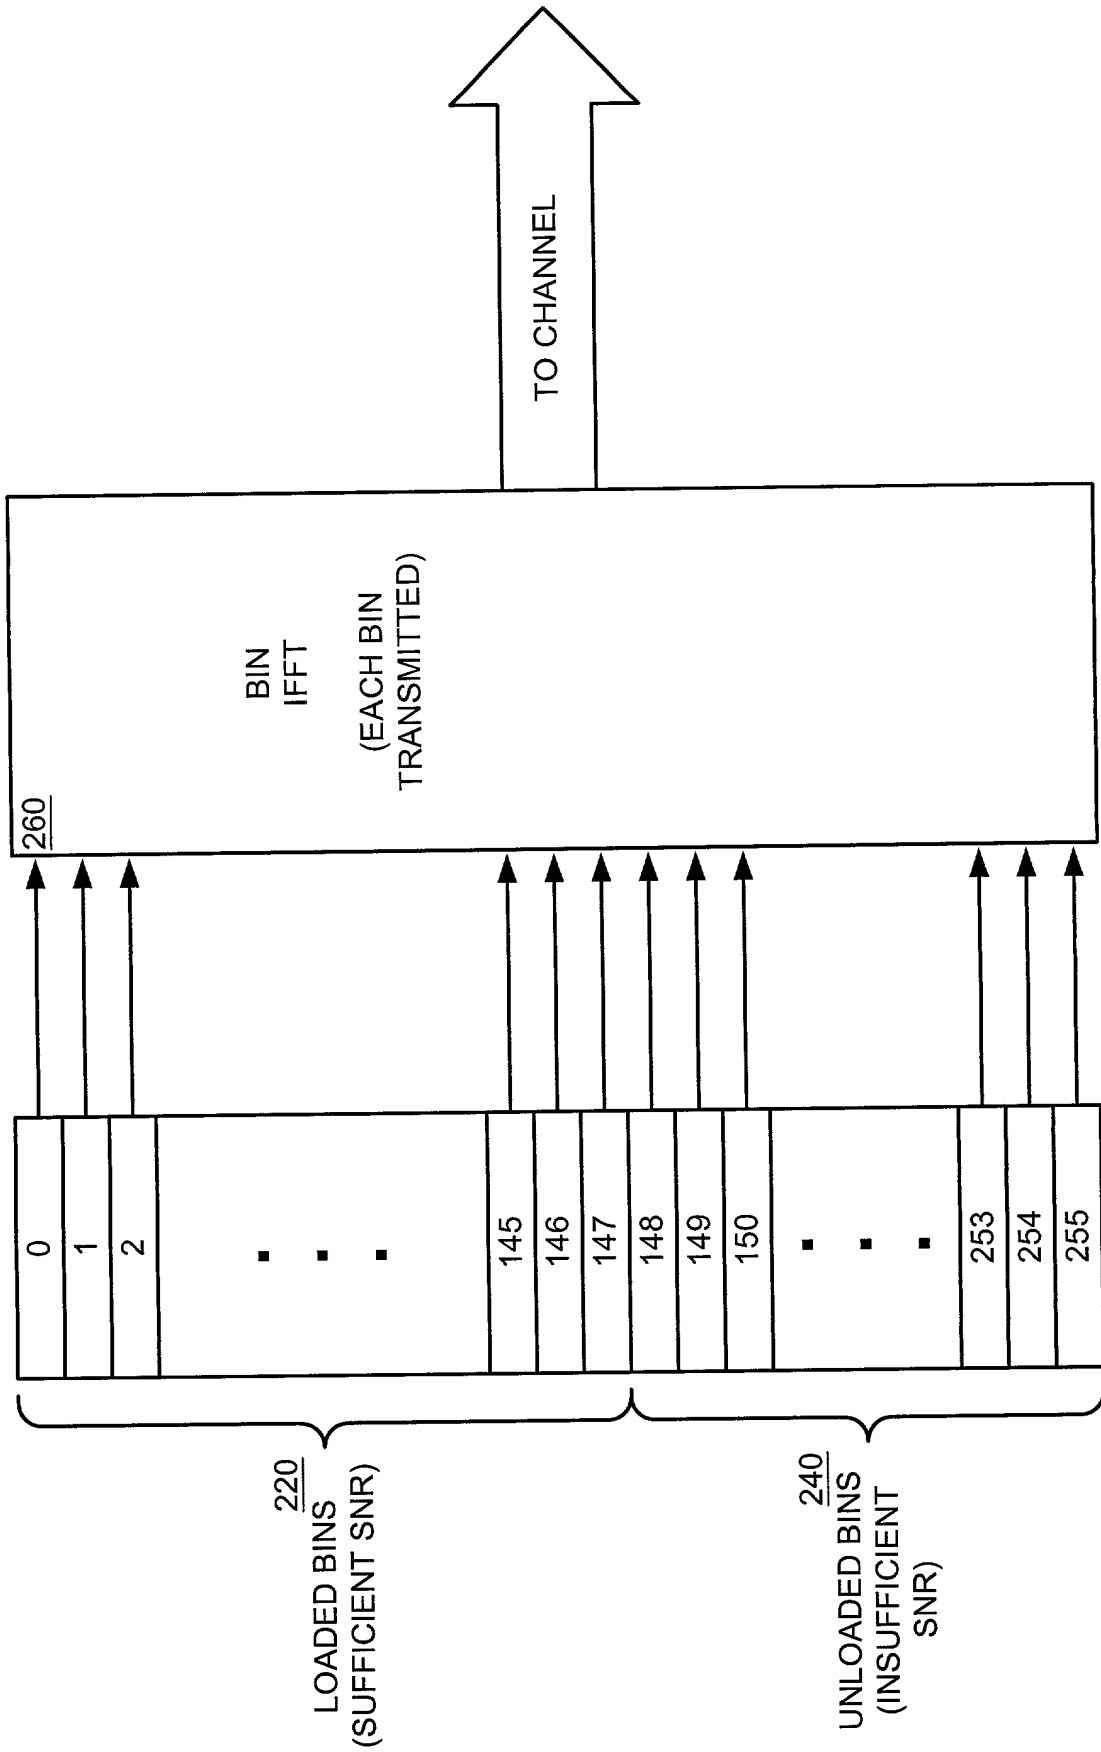 220
LOADED BINS
(SUFFICIENT SNR)
240
UNLOADED BINS
(INSUFFICIENT
SNR)
0
1
2
145
146
147
148
149
150
253
254
255
260
BIN
IFFT
(EACH BIN
TRANSMITTED)
TO CHANNEL